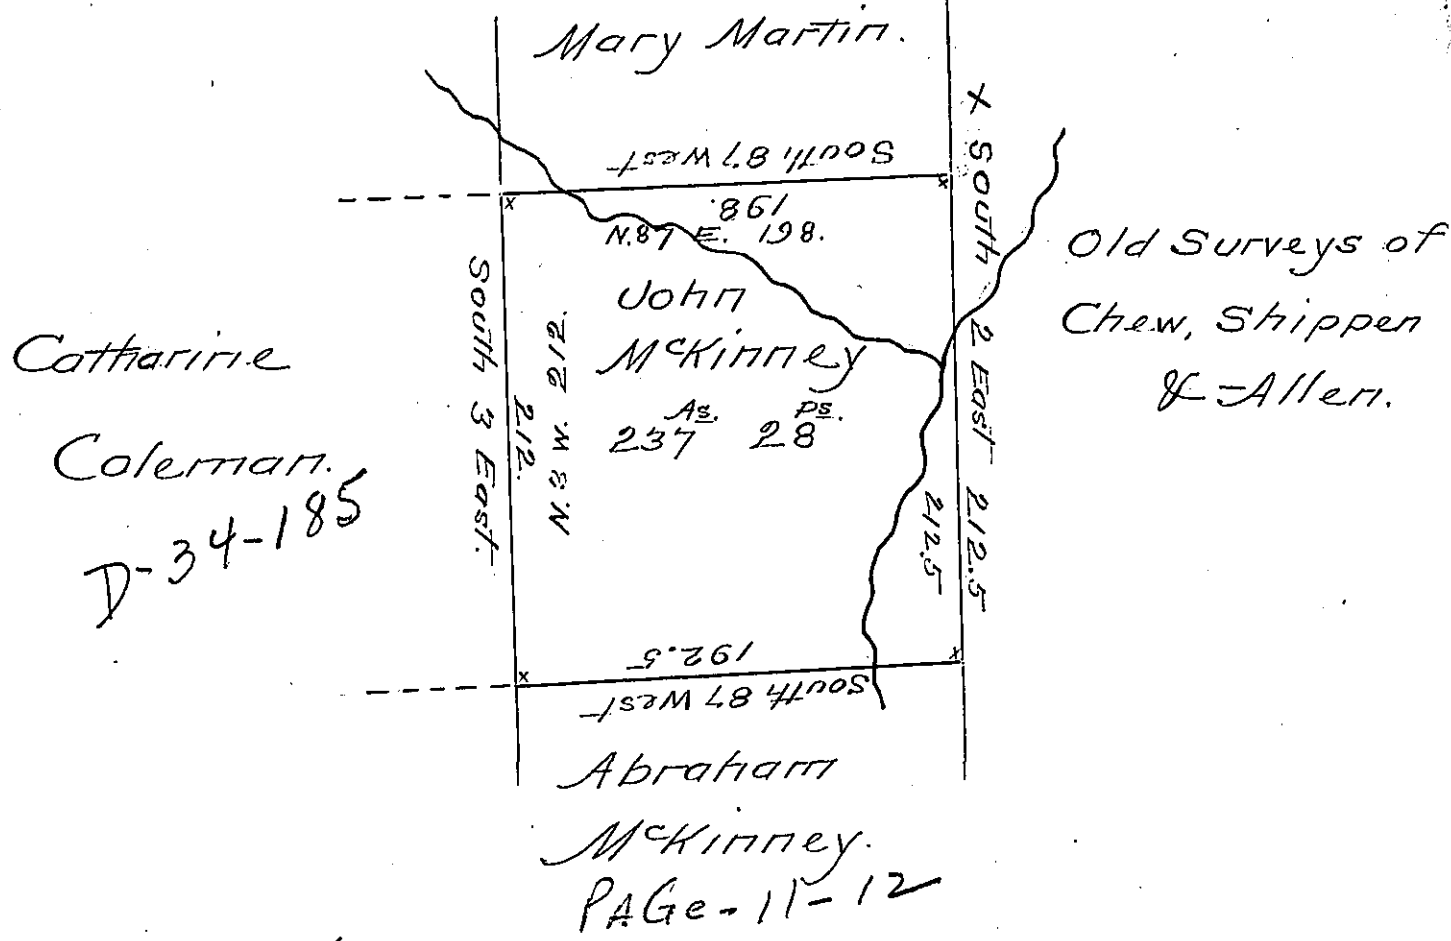 Mary Martin.
South 87 West
198.
N. 87 E. 198.
X South 2 East 212.5
212.5
Old Surveys of
Chew, Shippen
& Allen.
John
McKinney
As. Ps.
237 28
South 3 East.
212.
N. 3 W. 212.
Catharine
Coleman.
D-34-185
192.5
South 87 West
Abraham
McKinney.
PAGe-11-12